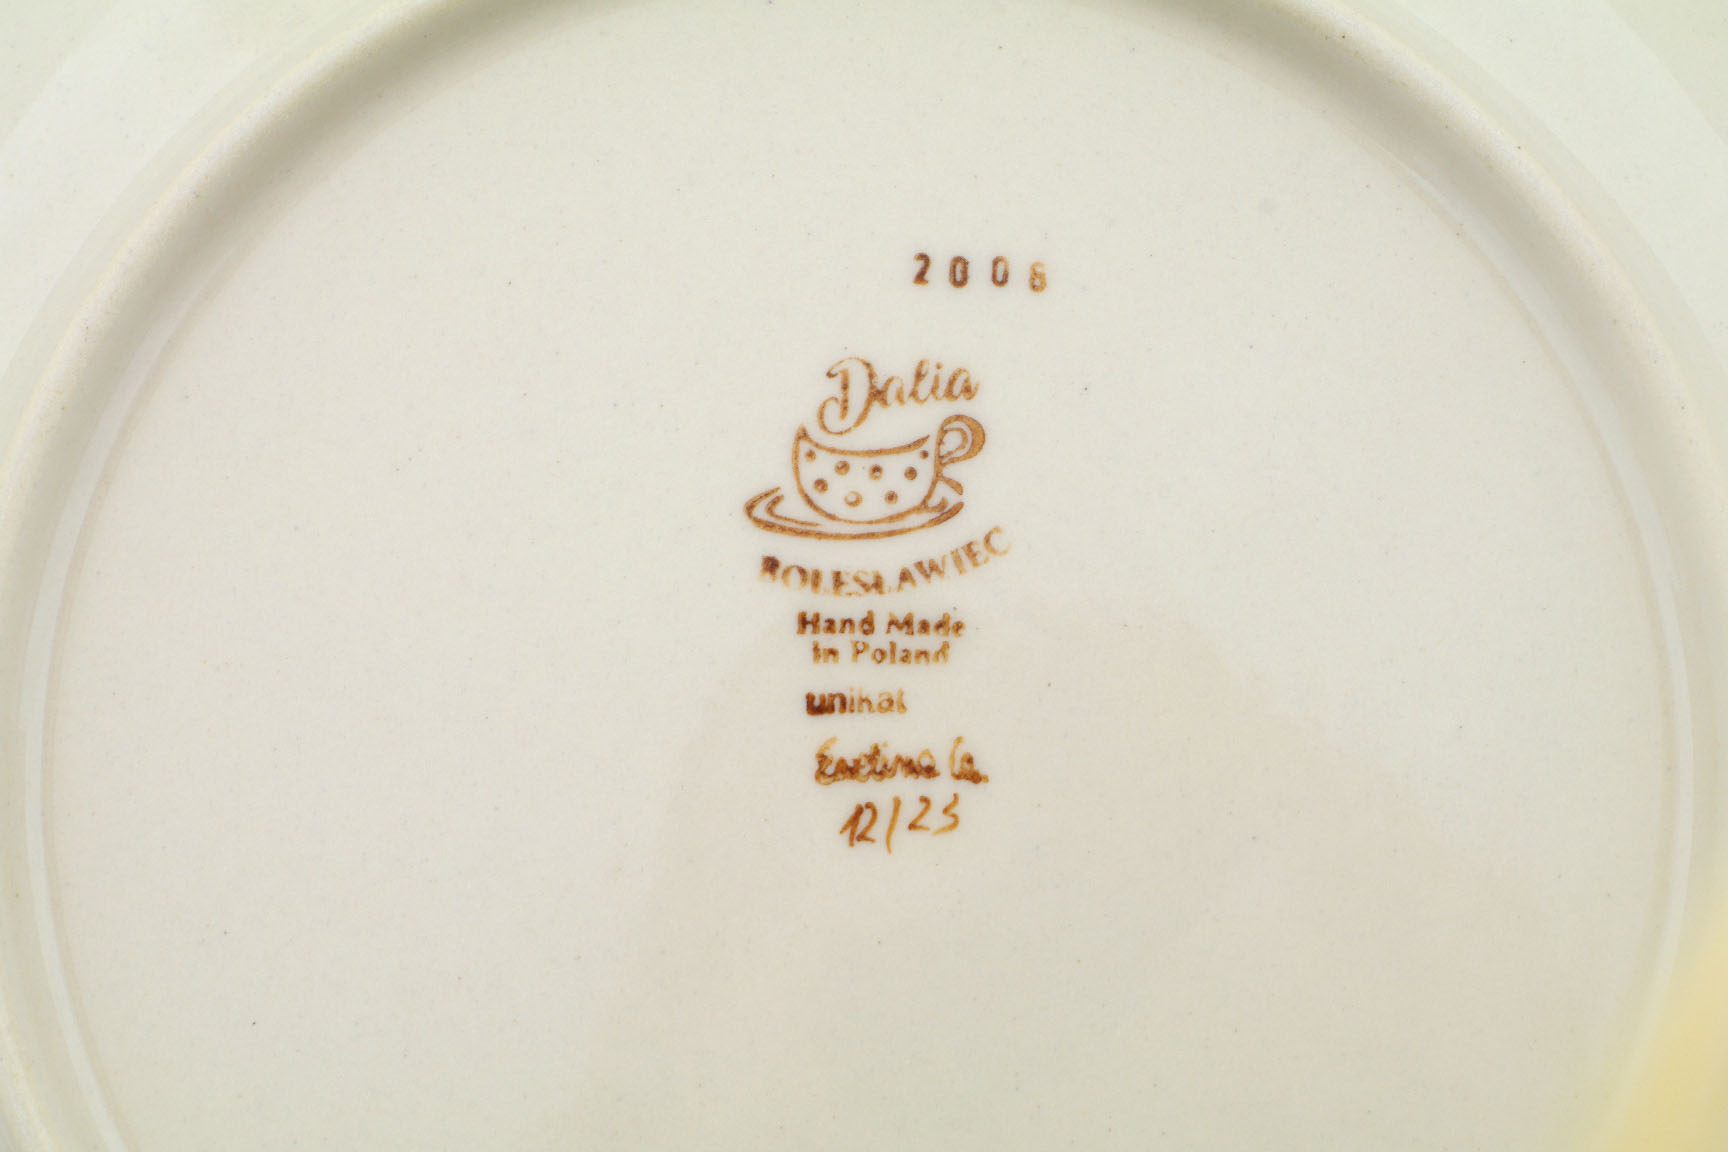 2006
Dalia
BOLESŁAWIEC
Hand Made
in Poland
unikat
12/23